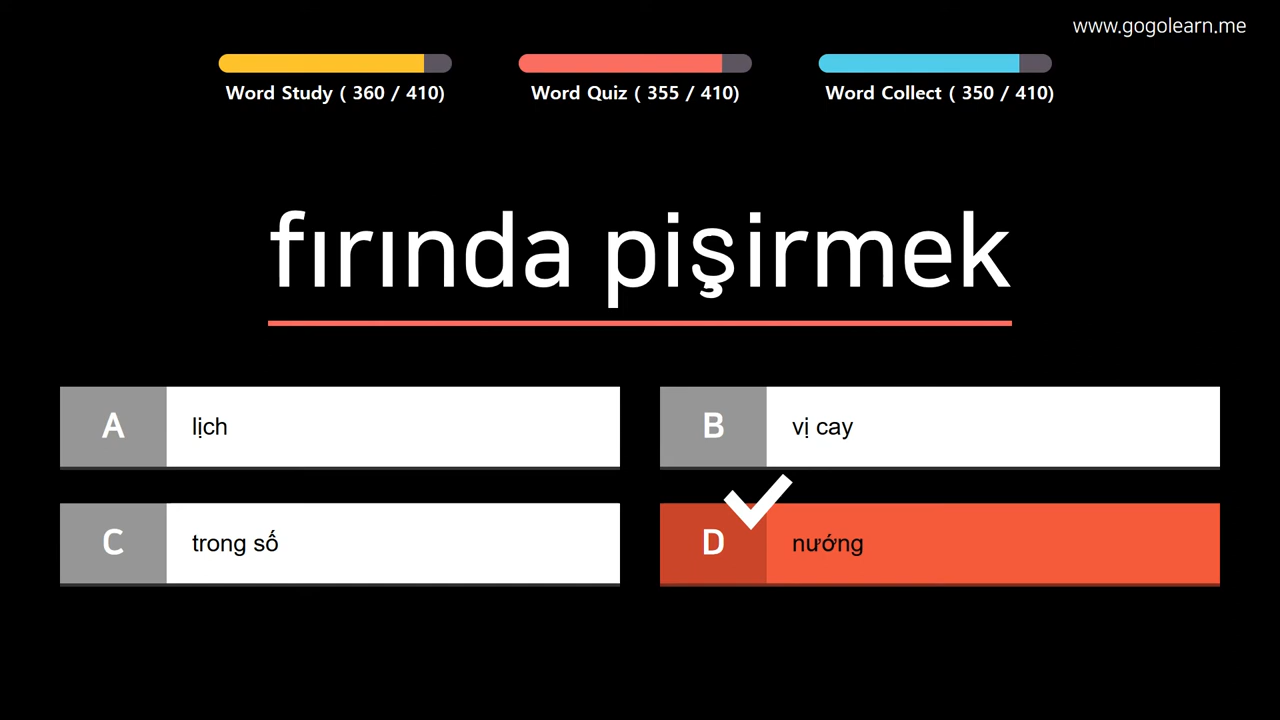 www.gogolearn.me
Word Study ( 360 / 410)
Word Quiz ( 355 / 410)
Word Collect ( 350 / 410)
fırında pişirmek
A
lịch
B
vị cay
C
trong số
D
nướng